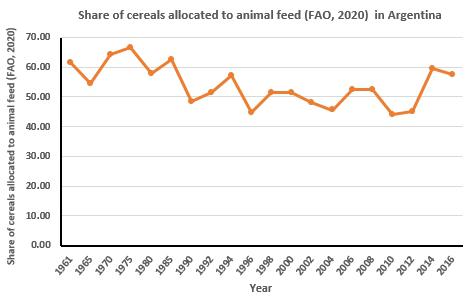 Share of cereals allocated to animal feed (FAO, 2020)  in Argentina
Share of cereals allocated to animal feed (FAO, 2020)
70.00
60.00
50.00
40.00
30.00
20.00
10.00
0.00
1961 1965 1970 1975 1980 1985 1990 1992 1994 1996 1998 2000 2002 2004 2006 2008 2010 2012 2014 2016
Year